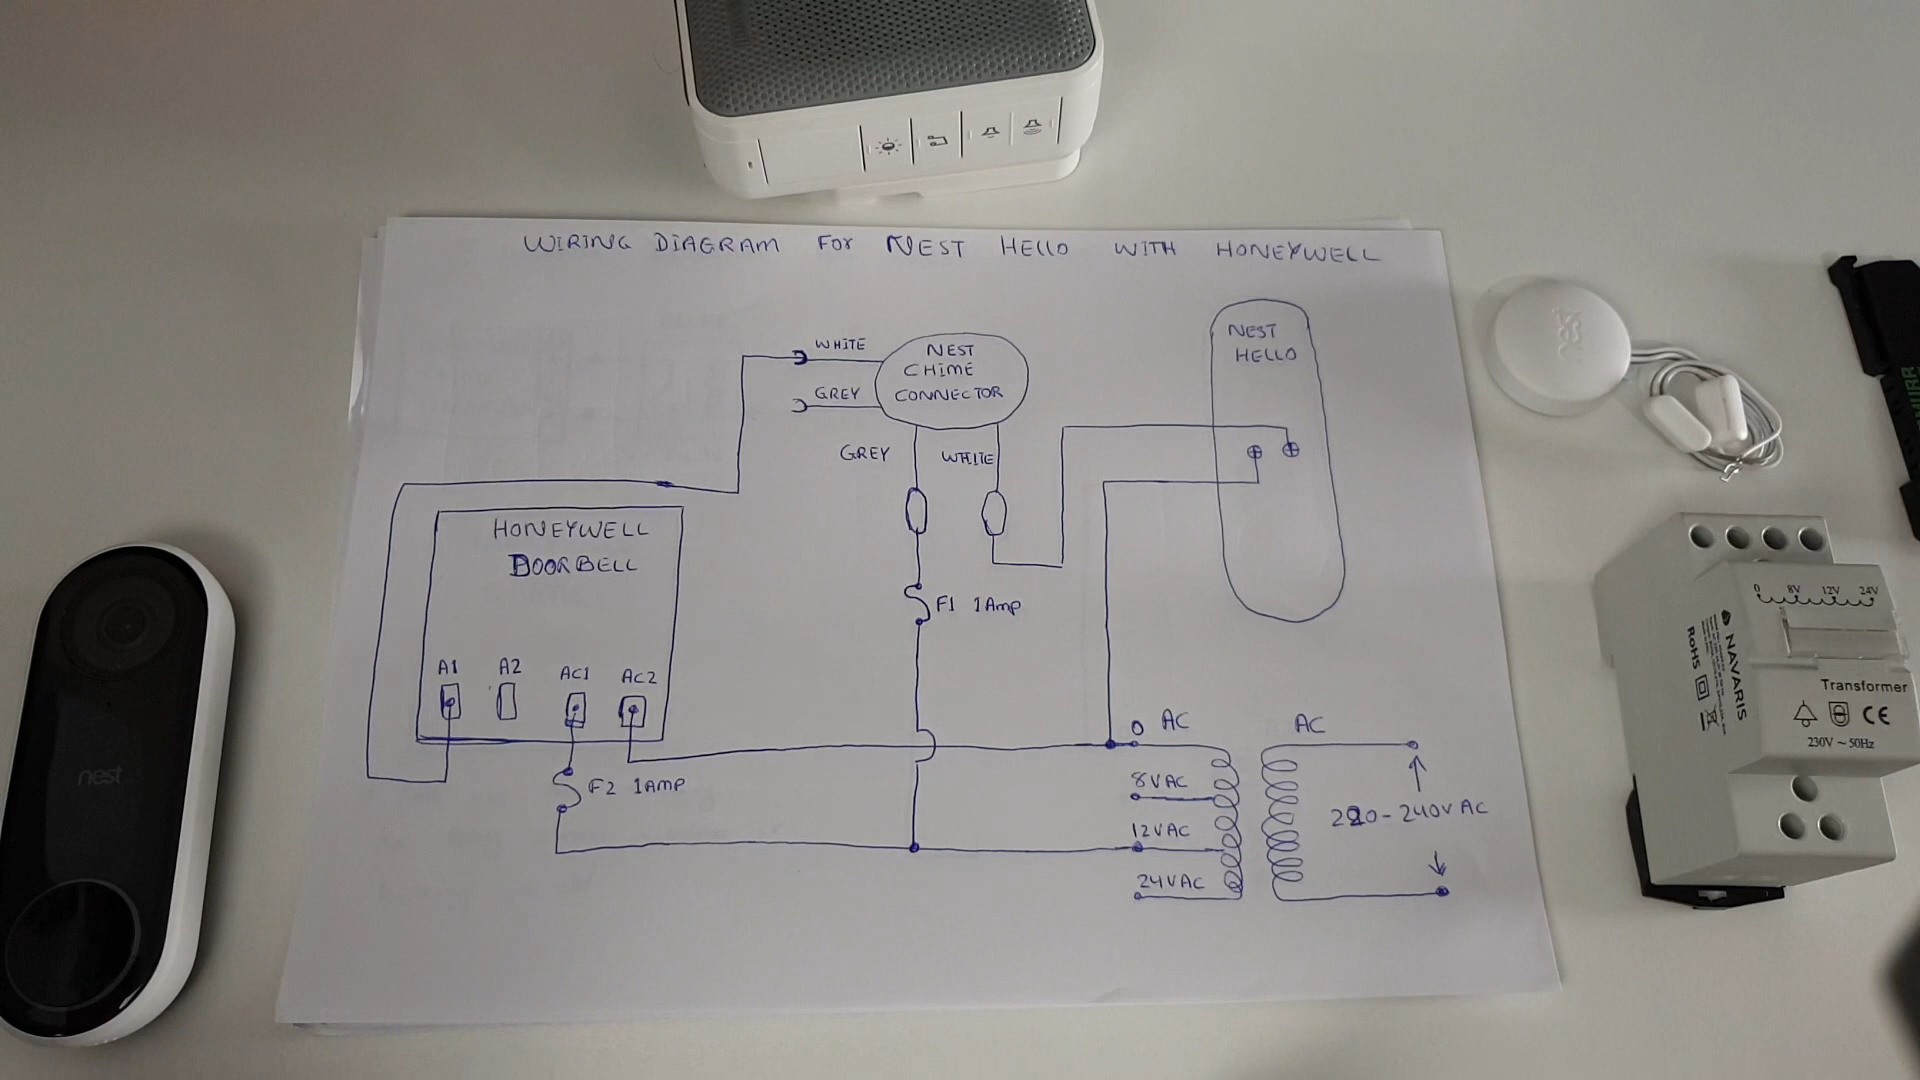 WIRING DIAGRAM FOR NEST HELLO WITH HONEYWELL
WHITE
GREY
NEST
CHIME
CONNECTOR
NEST
HELLO
GREY
WHITE
HONEYWELL
DOORBELL
F1 1Amp
A1 A2 AC1 AC2
F2 1AMP
0 AC
AC
8VAC
12VAC
24VAC
220-240V AC
nest
nest
MURR
0 8V 12V 24V
NAVARIS
RoHS
Transformer
CE
230V ~ 50Hz